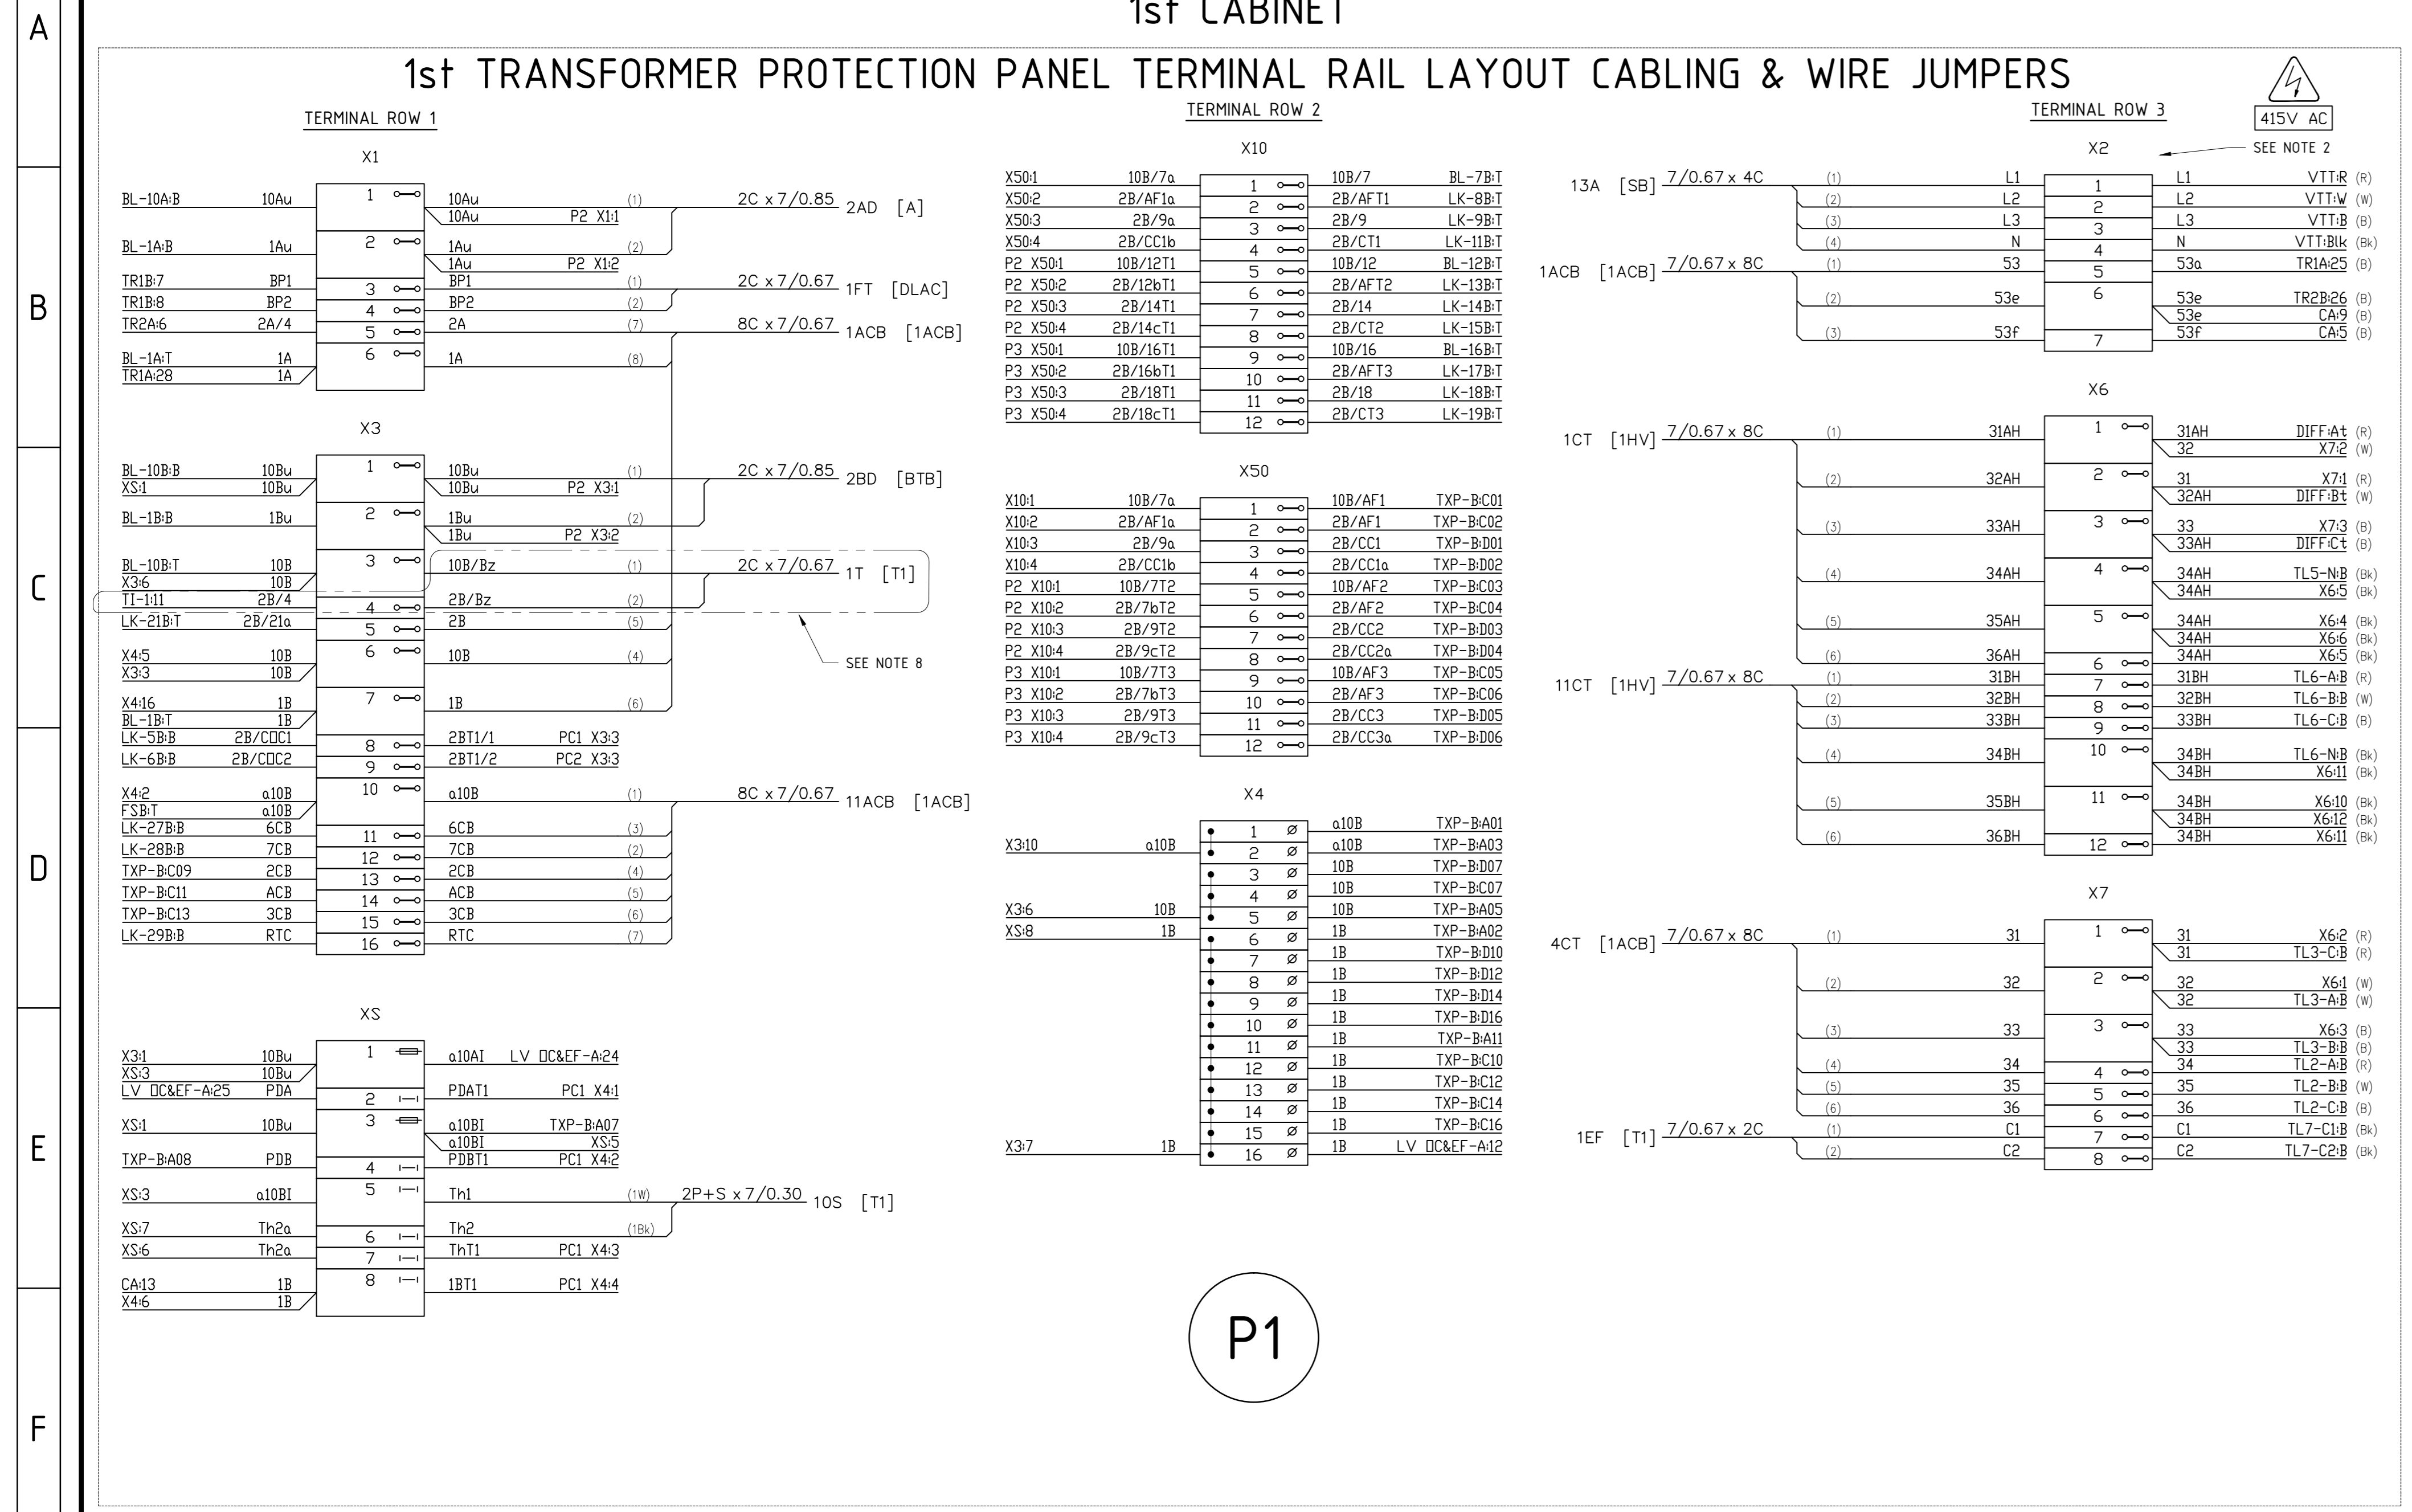 1st CABINET
1st TRANSFORMER PROTECTION PANEL TERMINAL RAIL LAYOUT CABLING & WIRE JUMPERS
415V AC
SEE NOTE 2
A
B
C
D
E
F
TERMINAL ROW 1
X1
BL-10A:B 10Au 1 10Au (1) 2C x 7/0.85 2AD [A]
10Au P2 X1:1
BL-1A:B 1Au 2 1Au (2)
1Au P2 X1:2
TR1B:7 BP1 3 BP1 (1) 2C x 7/0.67 1FT [DLAC]
TR1B:8 BP2 4 BP2 (2)
TR2A:6 2A/4 5 2A (7) 8C x 7/0.67 1ACB [1ACB]
BL-1A:T 1A 6 1A (8)
TR1A:28 1A
X3
BL-10B:B 10Bu 1 10Bu (1) 2C x 7/0.85 2BD [BTB]
XS:1 10Bu 10Bu P2 X3:1
BL-1B:B 1Bu 2 1Bu (2)
1Bu P2 X3:2
BL-10B:T 10B 3 10B/Bz (1) 2C x 7/0.67 1T [T1]
X3:6 10B
TI-1:11 2B/4 4 2B/Bz (2)
LK-21B:T 2B/21a 5 2B (5)
X4:5 10B 6 10B (4) SEE NOTE 8
X3:3 10B
X4:16 1B 7 1B (6)
BL-1B:T 1B
LK-5B:B 2B/COC1 8 2BT1/1 PC1 X3:3
LK-6B:B 2B/COC2 9 2BT1/2 PC2 X3:3
X4:2 a10B 10 a10B (1) 8C x 7/0.67 11ACB [1ACB]
FSB:T a10B
LK-27B:B 6CB 11 6CB (3)
LK-28B:B 7CB 12 7CB (2)
TXP-B:C09 2CB 13 2CB (4)
TXP-B:C11 ACB 14 ACB (5)
TXP-B:C13 3CB 15 3CB (6)
LK-29B:B RTC 16 RTC (7)
XS
X3:1 10Bu 1 a10AI LV OC&EF-A:24
XS:3 10Bu
LV OC&EF-A:25 PDA 2 PDAT1 PC1 X4:1
XS:1 10Bu 3 a10BI TXP-B:A07
a10BI XS:5
TXP-B:A08 PDB 4 PDBT1 PC1 X4:2
XS:3 a10BI 5 Th1 (1W) 2P+S x 7/0.30 10S [T1]
XS:7 Th2a 6 Th2 (1Bk)
XS:6 Th2a 7 ThT1 PC1 X4:3
CA:13 1B 8 1BT1 PC1 X4:4
X4:6 1B
TERMINAL ROW 2
X10
X50:1 10B/7a 1 10B/7 BL-7B:T
X50:2 2B/AF1a 2 2B/AFT1 LK-8B:T
X50:3 2B/9a 3 2B/9 LK-9B:T
X50:4 2B/CC1b 4 2B/CT1 LK-11B:T
P2 X50:1 10B/12T1 5 10B/12 BL-12B:T
P2 X50:2 2B/12bT1 6 2B/AFT2 LK-13B:T
P2 X50:3 2B/14T1 7 2B/14 LK-14B:T
P2 X50:4 2B/14cT1 8 2B/CT2 LK-15B:T
P3 X50:1 10B/16T1 9 10B/16 BL-16B:T
P3 X50:2 2B/16bT1 10 2B/AFT3 LK-17B:T
P3 X50:3 2B/18T1 11 2B/18 LK-18B:T
P3 X50:4 2B/18cT1 12 2B/CT3 LK-19B:T
X50
X10:1 10B/7a 1 10B/AF1 TXP-B:C01
X10:2 2B/AF1a 2 2B/AF1 TXP-B:C02
X10:3 2B/9a 3 2B/CC1 TXP-B:D01
X10:4 2B/CC1b 4 2B/CC1a TXP-B:D02
P2 X10:1 10B/7T2 5 10B/AF2 TXP-B:C03
P2 X10:2 2B/7bT2 6 2B/AF2 TXP-B:C04
P2 X10:3 2B/9T2 7 2B/CC2 TXP-B:D03
P2 X10:4 2B/9cT2 8 2B/CC2a TXP-B:D04
P3 X10:1 10B/7T3 9 10B/AF3 TXP-B:C05
P3 X10:2 2B/7bT3 10 2B/AF3 TXP-B:C06
P3 X10:3 2B/9T3 11 2B/CC3 TXP-B:D05
P3 X10:4 2B/9cT3 12 2B/CC3a TXP-B:D06
X4
1 a10B TXP-B:A01
X3:10 a10B 2 a10B TXP-B:A03
3 10B TXP-B:D07
4 10B TXP-B:C07
X3:6 10B 5 10B TXP-B:A05
XS:8 1B 6 1B TXP-B:A02
7 1B TXP-B:D10
8 1B TXP-B:D12
9 1B TXP-B:D14
10 1B TXP-B:D16
11 1B TXP-B:A11
12 1B TXP-B:C10
13 1B TXP-B:C12
14 1B TXP-B:C14
15 1B TXP-B:C16
X3:7 1B 16 1B LV OC&EF-A:12
P1
TERMINAL ROW 3
X2
13A [SB] 7/0.67 x 4C (1) L1 1 L1 VTT:R (R)
(2) L2 2 L2 VTT:W (W)
(3) L3 3 L3 VTT:B (B)
(4) N 4 N VTT:Blk (Bk)
1ACB [1ACB] 7/0.67 x 8C (1) 53 5 53a TR1A:25 (B)
(2) 53e 6 53e TR2B:26 (B)
53e CA:9 (B)
(3) 53f 7 53f CA:5 (B)
X6
1CT [1HV] 7/0.67 x 8C (1) 31AH 1 31AH DIFF:At (R)
32 X7:2 (W)
(2) 32AH 2 31 X7:1 (R)
32AH DIFF:Bt (W)
(3) 33AH 3 33 X7:3 (B)
33AH DIFF:Ct (B)
(4) 34AH 4 34AH TL5-N:B (Bk)
34AH X6:5 (Bk)
(5) 35AH 5 34AH X6:4 (Bk)
34AH X6:6 (Bk)
(6) 36AH 6 34AH X6:5 (Bk)
11CT [1HV] 7/0.67 x 8C (1) 31BH 7 31BH TL6-A:B (R)
(2) 32BH 8 32BH TL6-B:B (W)
(3) 33BH 9 33BH TL6-C:B (B)
(4) 34BH 10 34BH TL6-N:B (Bk)
34BH X6:11 (Bk)
(5) 35BH 11 34BH X6:10 (Bk)
34BH X6:12 (Bk)
(6) 36BH 12 34BH X6:11 (Bk)
X7
4CT [1ACB] 7/0.67 x 8C (1) 31 1 31 X6:2 (R)
31 TL3-C:B (R)
(2) 32 2 32 X6:1 (W)
32 TL3-A:B (W)
(3) 33 3 33 X6:3 (B)
33 TL3-B:B (B)
(4) 34 4 34 TL2-A:B (R)
(5) 35 5 35 TL2-B:B (W)
(6) 36 6 36 TL2-C:B (B)
1EF [T1] 7/0.67 x 2C (1) C1 7 C1 TL7-C1:B (Bk)
(2) C2 8 C2 TL7-C2:B (Bk)